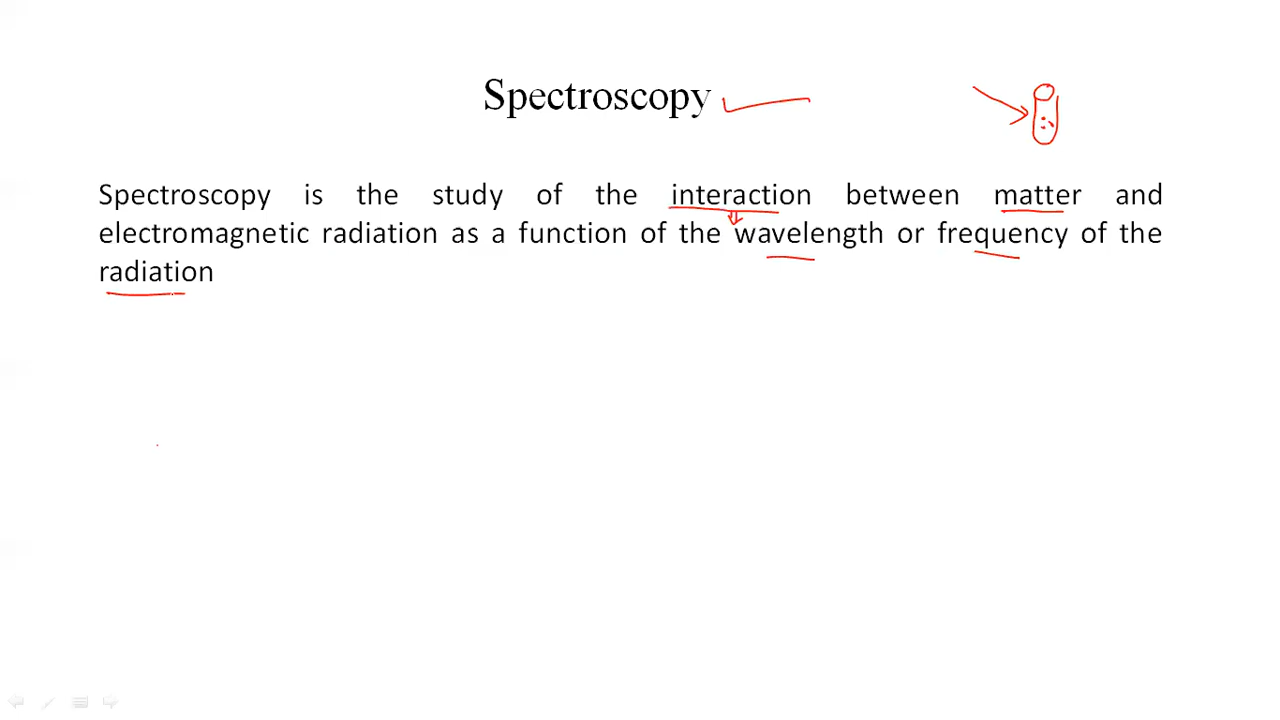 Spectroscopy
Spectroscopy is the study of the interaction between matter and
electromagnetic radiation as a function of the wavelength or frequency of the
radiation